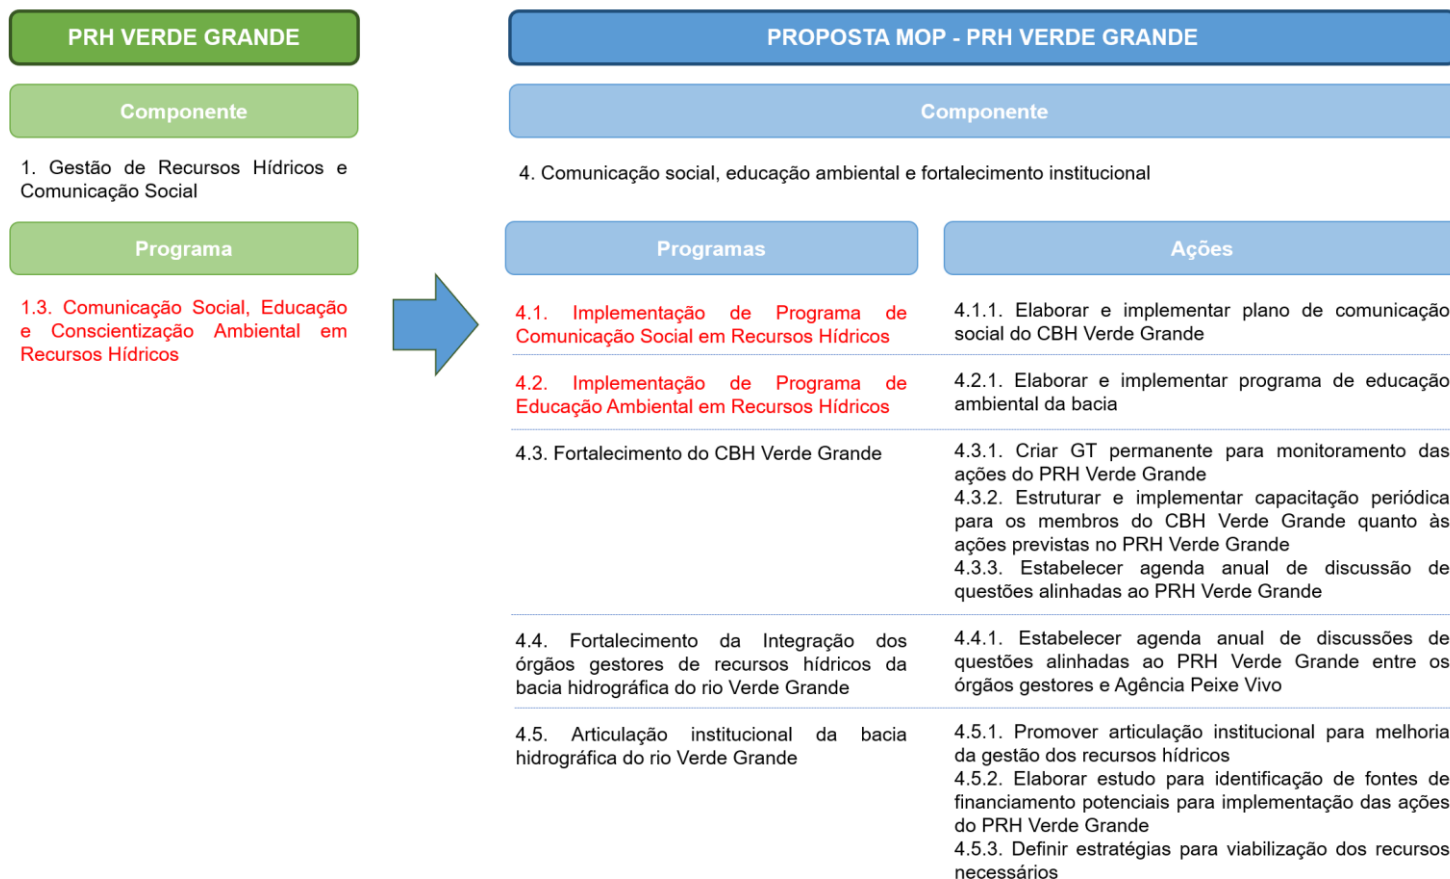 PRH VERDE GRANDE
Componente
1. Gestão de Recursos Hídricos e
Comunicação Social
Programa
1.3. Comunicação Social, Educação
e Conscientização Ambiental em
Recursos Hídricos
PROPOSTA MOP - PRH VERDE GRANDE
Componente
4. Comunicação social, educação ambiental e fortalecimento institucional
Programas
Ações
4.1. Implementação de Programa de
Comunicação Social em Recursos Hídricos
4.1.1. Elaborar e implementar plano de comunicação
social do CBH Verde Grande
4.2. Implementação de Programa de
Educação Ambiental em Recursos Hídricos
4.2.1. Elaborar e implementar programa de educação
ambiental da bacia
4.3. Fortalecimento do CBH Verde Grande
4.3.1. Criar GT permanente para monitoramento das
ações do PRH Verde Grande
4.3.2. Estruturar e implementar capacitação periódica
para os membros do CBH Verde Grande quanto às
ações previstas no PRH Verde Grande
4.3.3. Estabelecer agenda anual de discussão de
questões alinhadas ao PRH Verde Grande
4.4. Fortalecimento da Integração dos
órgãos gestores de recursos hídricos da
bacia hidrográfica do rio Verde Grande
4.4.1. Estabelecer agenda anual de discussões de
questões alinhadas ao PRH Verde Grande entre os
órgãos gestores e Agência Peixe Vivo
4.5. Articulação institucional da bacia
hidrográfica do rio Verde Grande
4.5.1. Promover articulação institucional para melhoria
da gestão dos recursos hídricos
4.5.2. Elaborar estudo para identificação de fontes de
financiamento potenciais para implementação das ações
do PRH Verde Grande
4.5.3. Definir estratégias para viabilização dos recursos
necessários